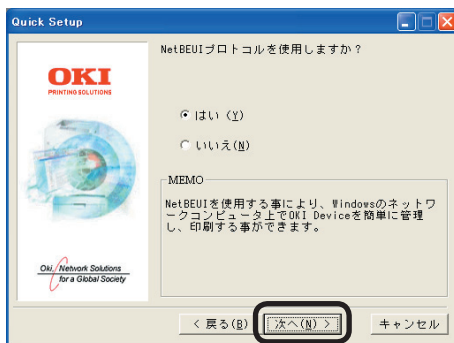 Quick Setup
NetBEUIプロトコルを使用しますか?
OKI
PRINTING SOLUTIONS
はい (Y)
いいえ(N)
MEMO
NetBEUIを使用する事により、Windowsのネットワ
ークコンピュータ上でOKI Deviceを簡単に管理
し、印刷する事ができます。
Oki, Network Solutions
for a Global Society
< 戻る(B)
次へ(N) >
キャンセル